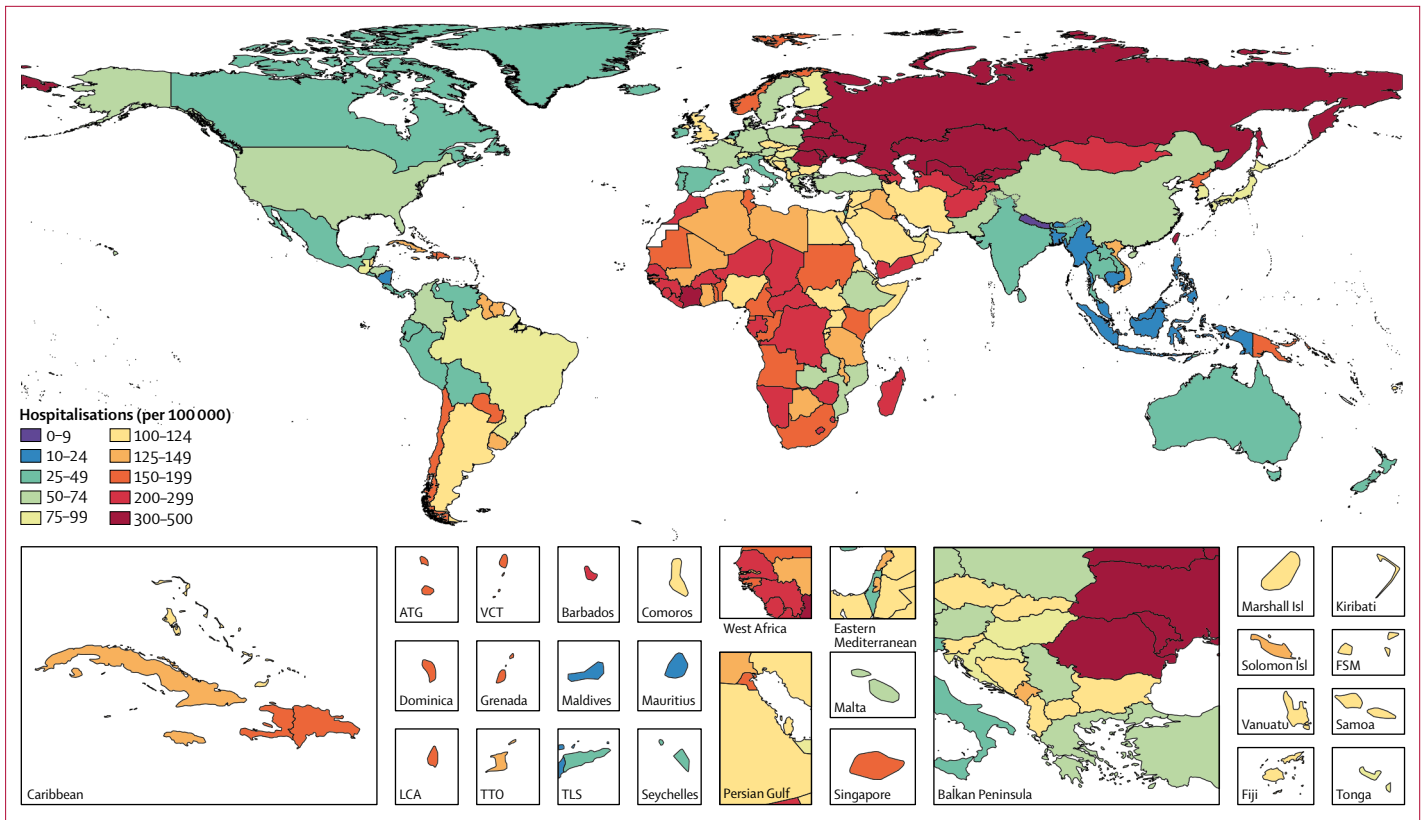 Hospitalisations (per 100 000)
0–9
10–24
25–49
50–74
75–99
100–124
125–149
150–199
200–299
300–500
Caribbean
ATG
VCT
Barbados
Comoros
West Africa
Eastern
Mediterranean
Balkan Peninsula
Marshall Isl
Kiribati
Dominica
Grenada
Maldives
Mauritius
Persian Gulf
Malta
Solomon Isl
FSM
LCA
TTO
TLS
Seychelles
Singapore
Vanuatu
Samoa
Fiji
Tonga